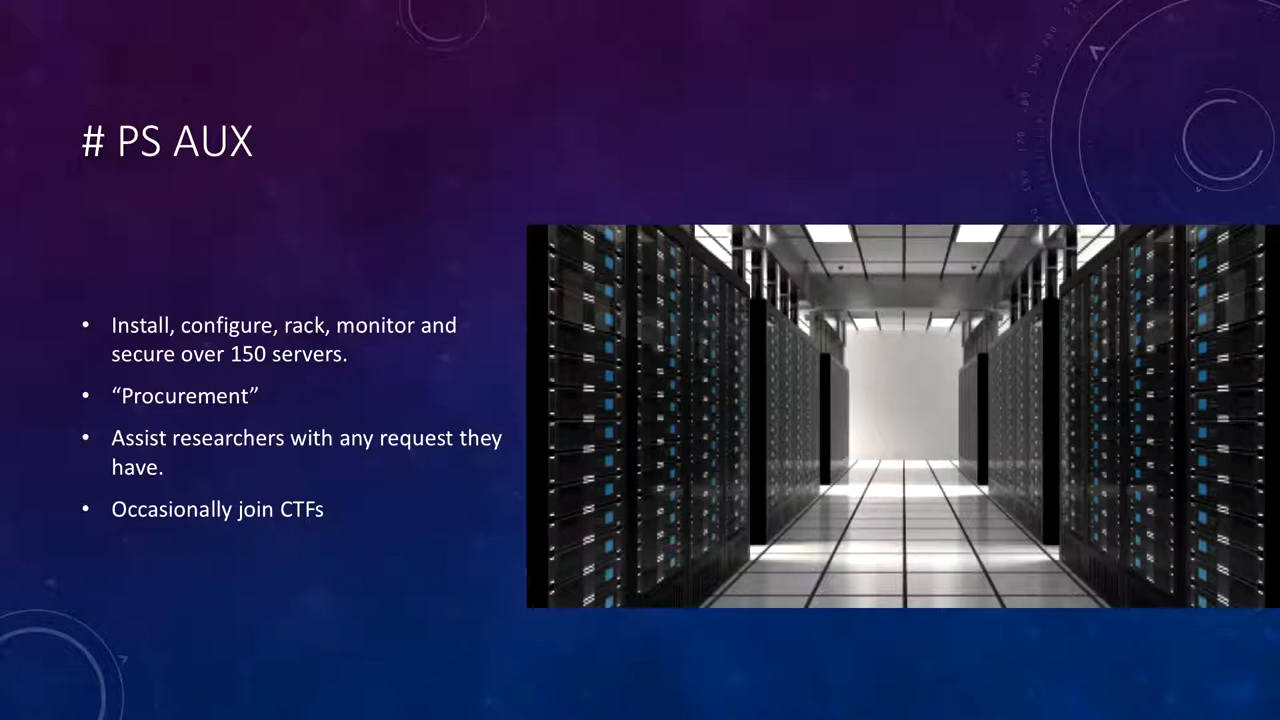 # PS AUX
• Install, configure, rack, monitor and
secure over 150 servers.
• “Procurement”
• Assist researchers with any request they
have.
• Occasionally join CTFs